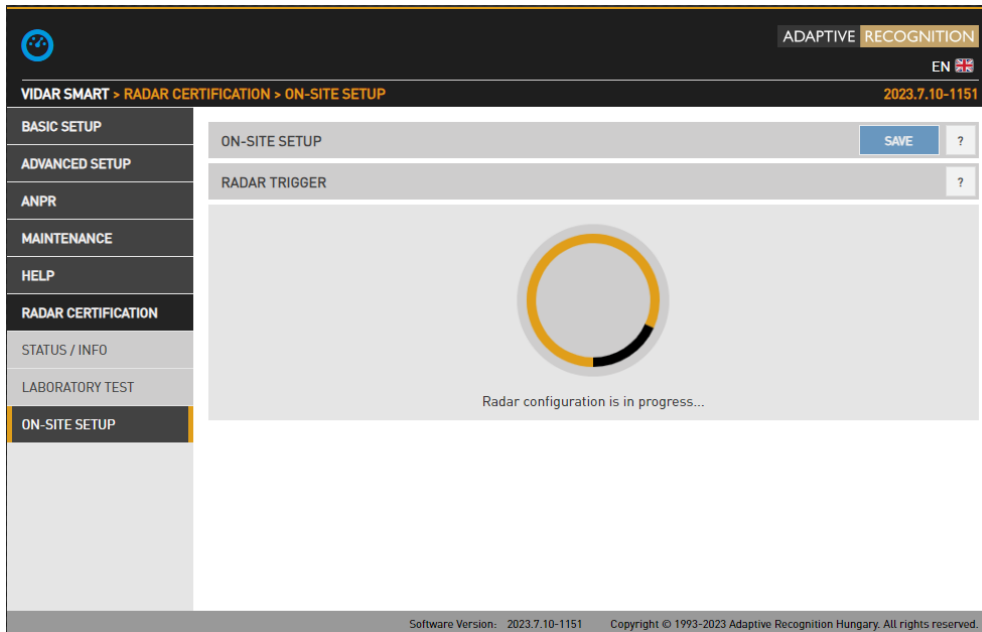 ADAPTIVE RECOGNITION
EN
VIDAR SMART > RADAR CERTIFICATION > ON-SITE SETUP 2023.7.10-1151
BASIC SETUP
ADVANCED SETUP
ANPR
MAINTENANCE
HELP
RADAR CERTIFICATION
STATUS / INFO
LABORATORY TEST
ON-SITE SETUP
ON-SITE SETUP SAVE ?
RADAR TRIGGER ?
Radar configuration is in progress...
Software Version: 2023.7.10-1151 Copyright © 1993-2023 Adaptive Recognition Hungary. All rights reserved.